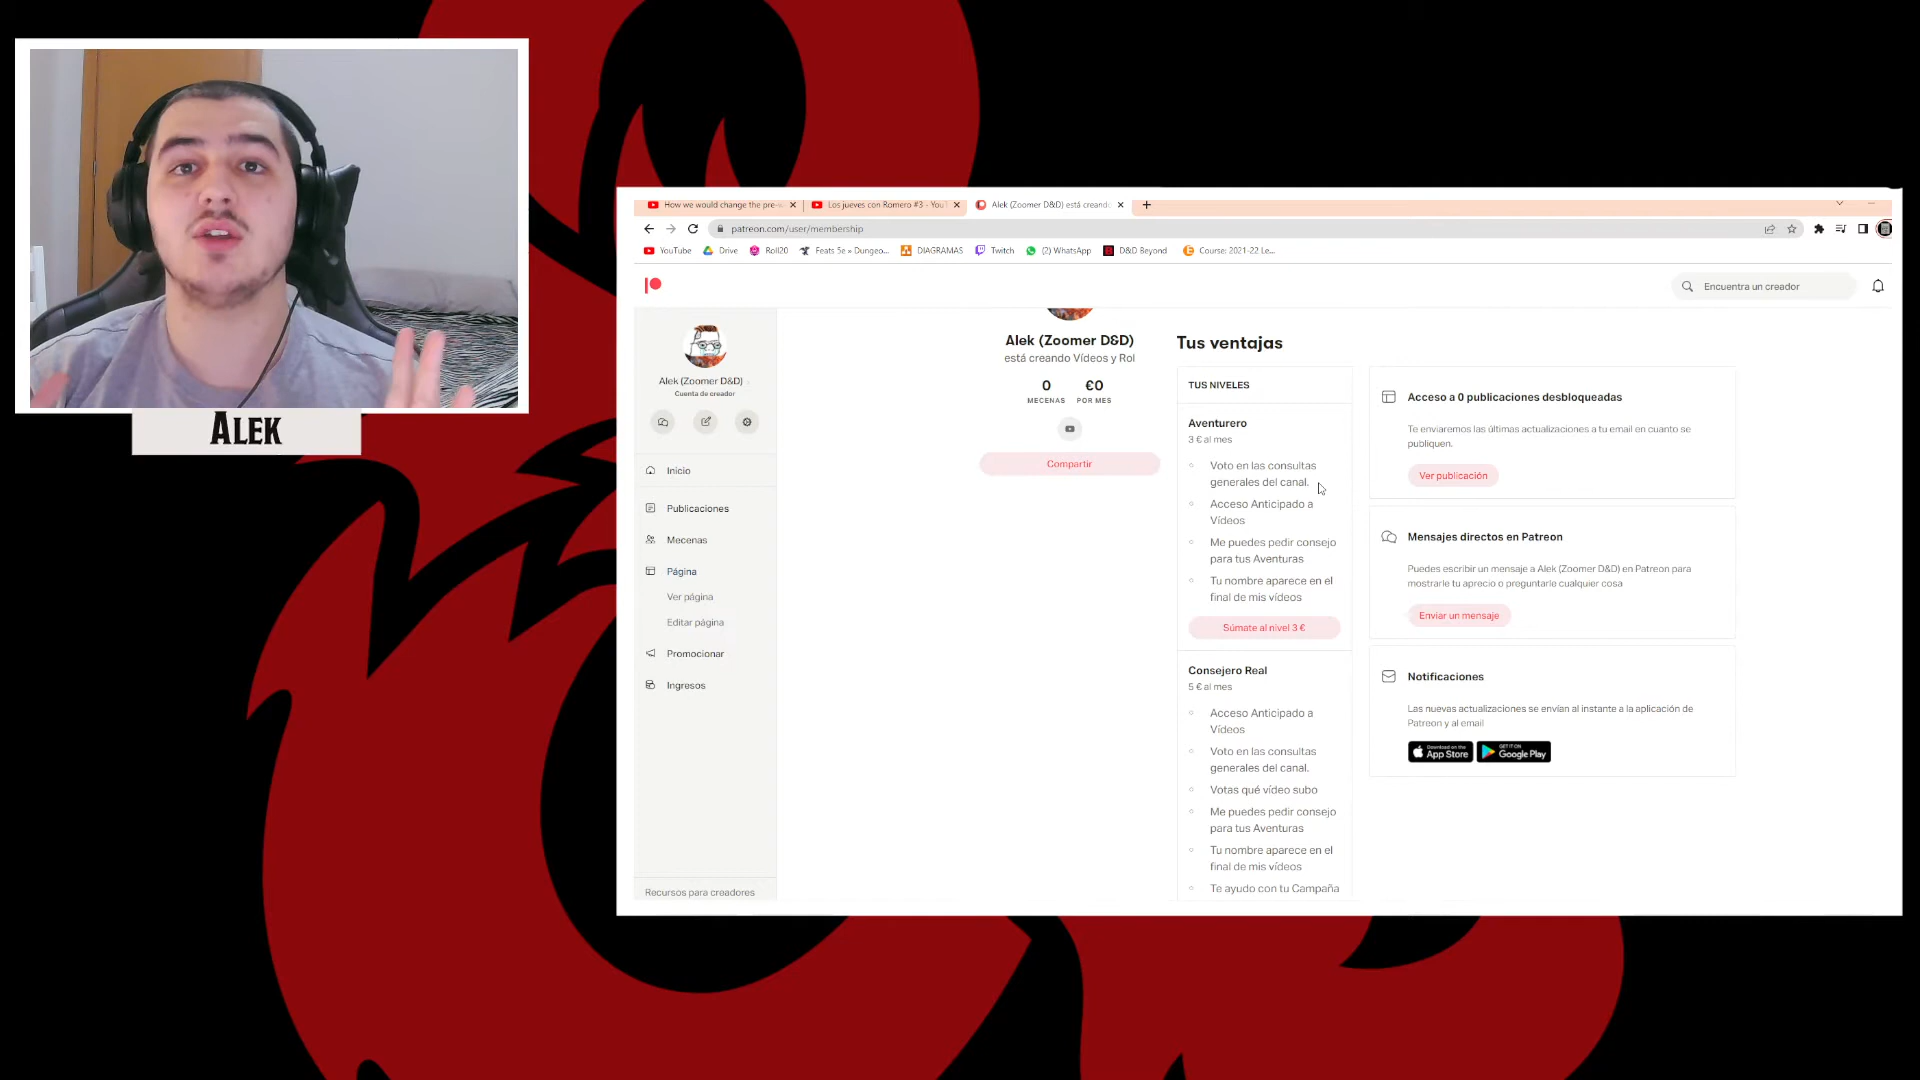 ALEK
How we would change the pre-v
Los jueves con Romero #3 - YouT
Alek (Zoomer D&D) está creando
patreon.com/user/membership
YouTube
Drive
Roll20
Feats 5e » Dungeo...
DIAGRAMAS
Twitch
(2) WhatsApp
D&D Beyond
Course: 2021-22 Le...
Encuentra un creador
Alek (Zoomer D&D)
Cuenta de creador
Inicio
Publicaciones
Mecenas
Página
Ver página
Editar página
Promocionar
Ingresos
Recursos para creadores
Alek (Zoomer D&D)
está creando Vídeos y Rol
0 €0
MECENAS POR MES
Compartir
Tus ventajas
TUS NIVELES
Aventurero
3 € al mes
Voto en las consultas
generales del canal.
Acceso Anticipado a
Vídeos
Me puedes pedir consejo
para tus Aventuras
Tu nombre aparece en el
final de mis vídeos
Súmate al nivel 3 €
Consejero Real
5 € al mes
Acceso Anticipado a
Vídeos
Voto en las consultas
generales del canal.
Votas qué vídeo subo
Me puedes pedir consejo
para tus Aventuras
Tu nombre aparece en el
final de mis vídeos
Te ayudo con tu Campaña
Acceso a 0 publicaciones desbloqueadas
Te enviaremos las últimas actualizaciones a tu email en cuanto se
publiquen.
Ver publicación
Mensajes directos en Patreon
Puedes escribir un mensaje a Alek (Zoomer D&D) en Patreon para
mostrarle tu aprecio o preguntarle cualquier cosa
Enviar un mensaje
Notificaciones
Las nuevas actualizaciones se envían al instante a la aplicación de
Patreon y al email
Download on the
App Store
GET IT ON
Google Play